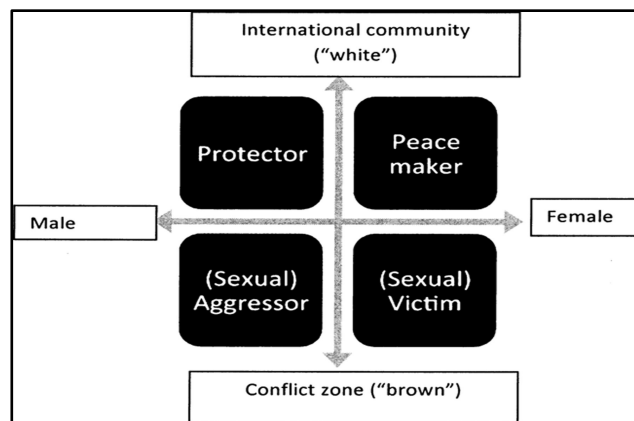 International community
(“white”)
Protector
Peace
maker
Male
Female
(Sexual)
Aggressor
(Sexual)
Victim
Conflict zone (“brown”)